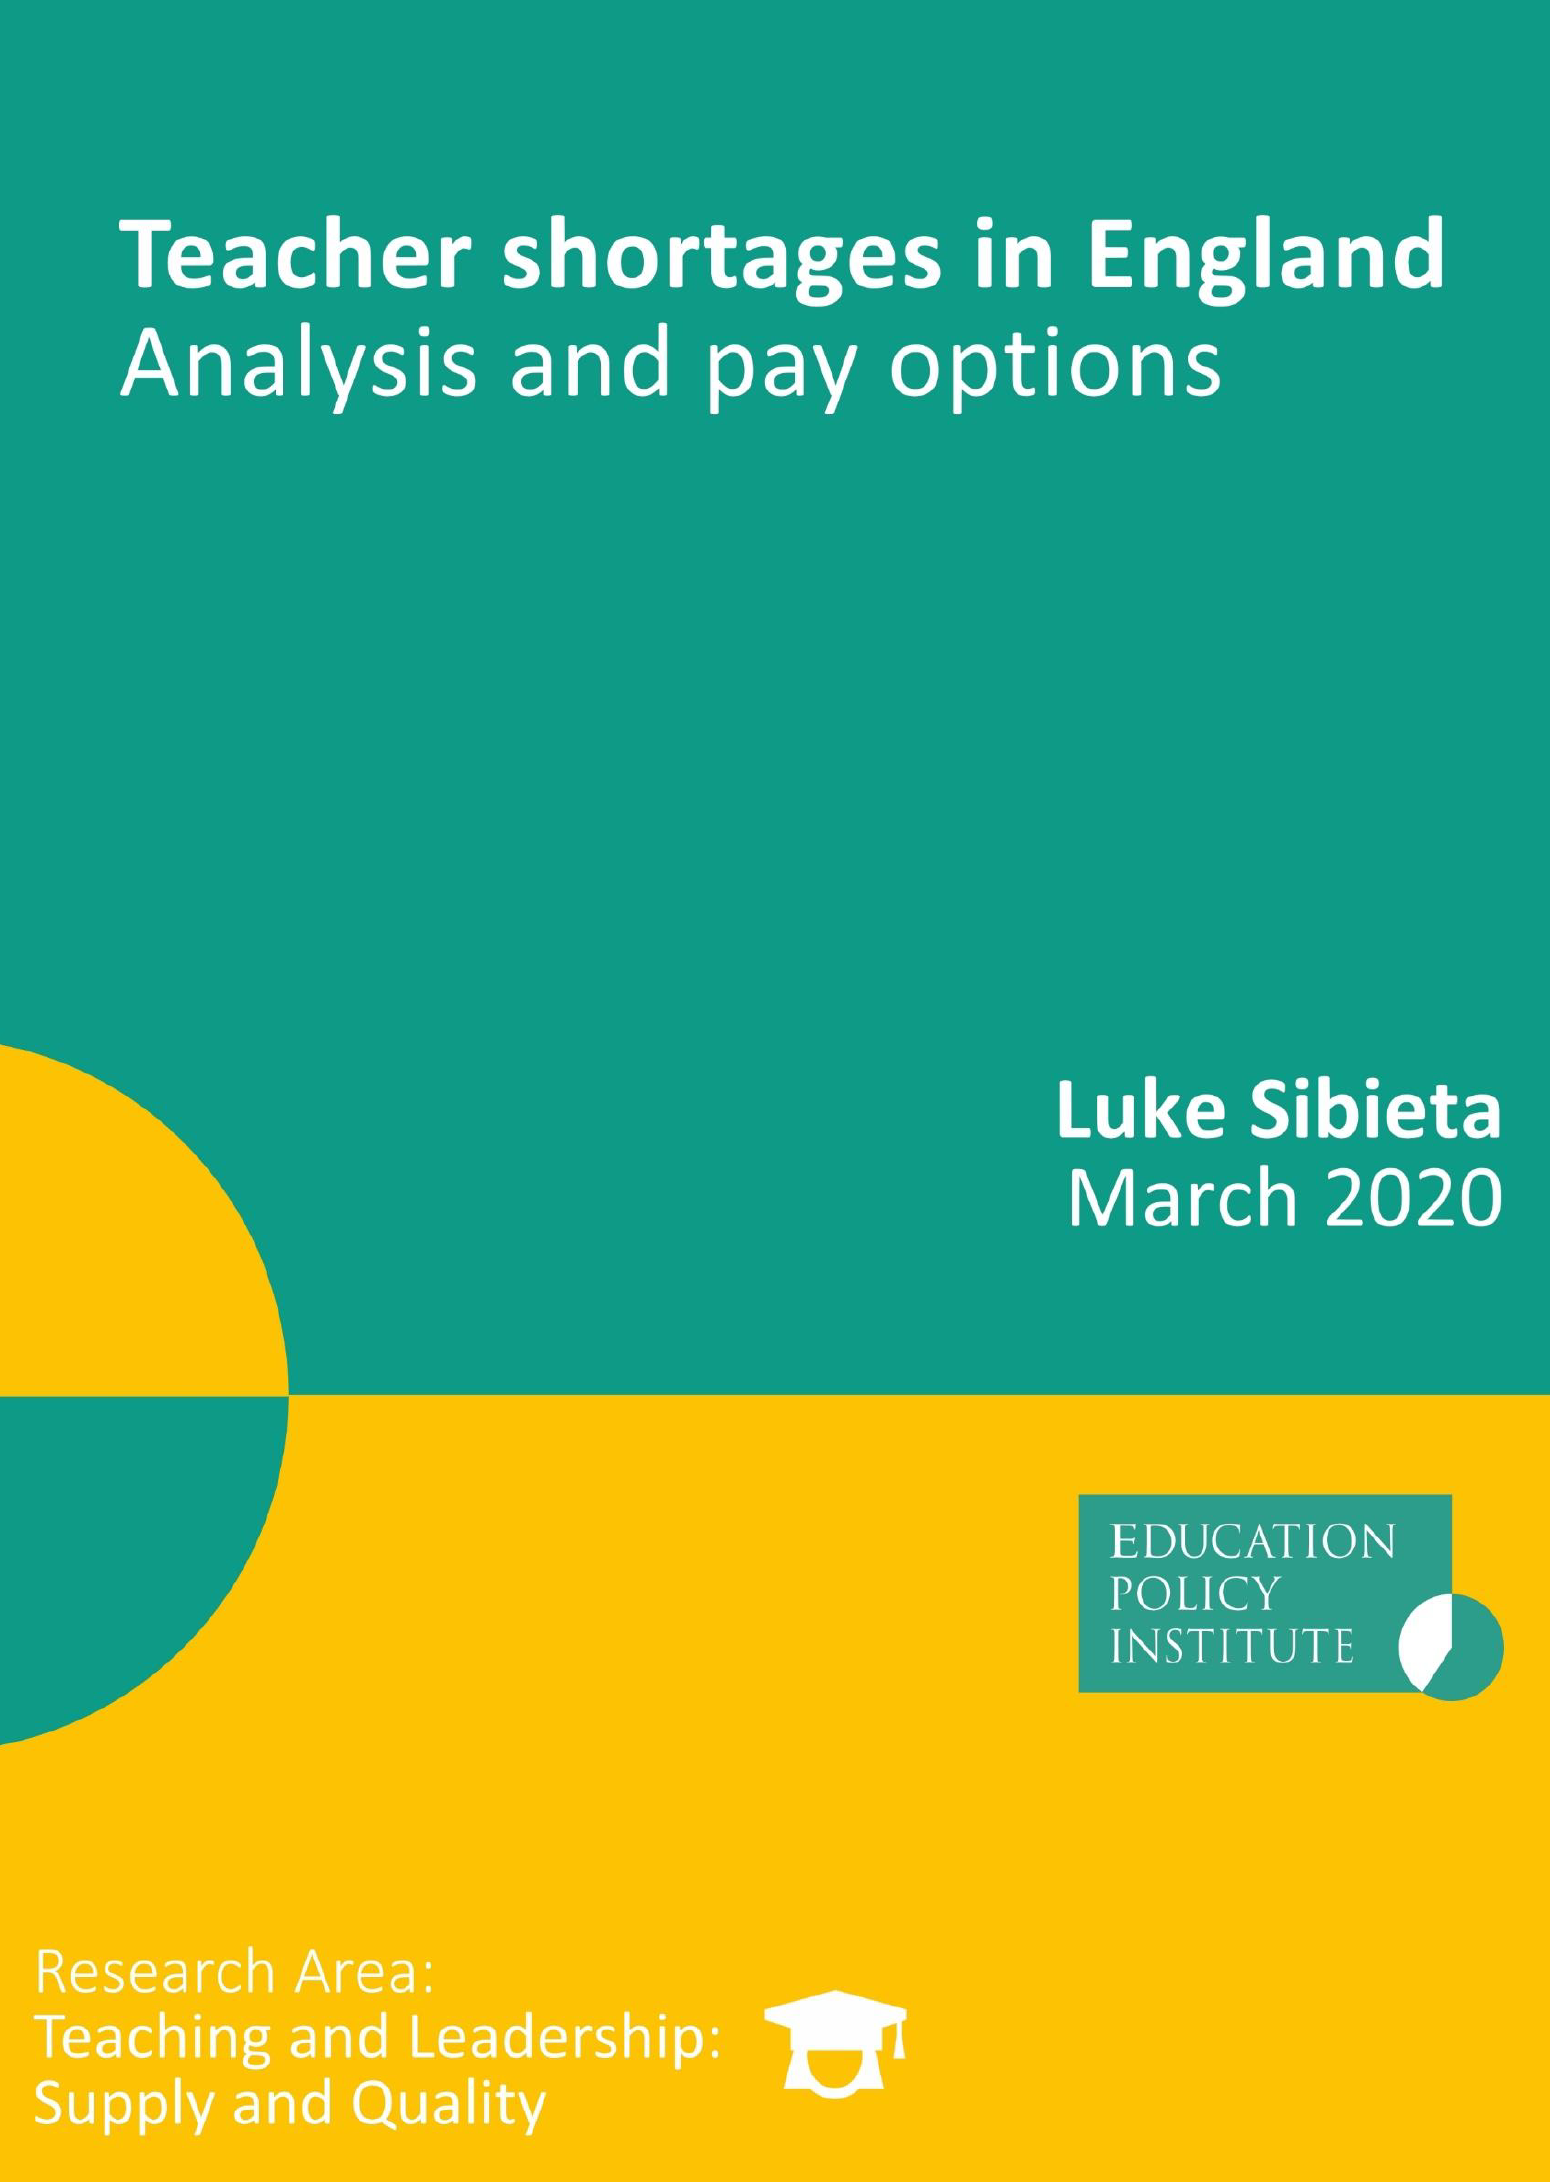 Teacher shortages in England
Analysis and pay options
Luke Sibieta
March 2020
EDUCATION
POLICY
INSTITUTE
Research Area:
Teaching and Leadership:
Supply and Quality